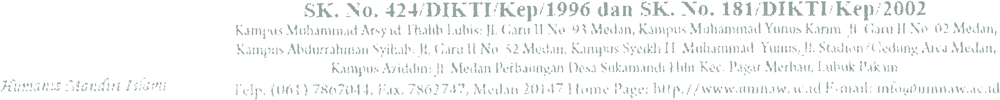 SK. No. 424/DIKTI/Kep/1996 dan SK. No. 181/DIKTI/Kep/2002
Kampus Muhammad Arsyad Thalib Lubis: Jl. Garu II No. 93 Medan, Kampus Muhammad Yunus Karim Jl. Garu II No. 02 Medan,
Kampus Abdurrahman Syihab: Jl. Garu II No. 52 Medan, Kampus Syeikh H. Muhammad Yunus, Jl. Stadion/Gedung Arca Medan,
Kampus Aziddin: Jl. Medan Perbaungan Desa Sukamandi Hilir Kec. Pagar Merbau, Lubuk Pakam
Humanis Mandiri Islami
Telp. (061) 7867044, Fax. 7862747, Medan 20147 Home Page: http://www.umnaw.ac.id E-mail: info@umnaw.ac.id